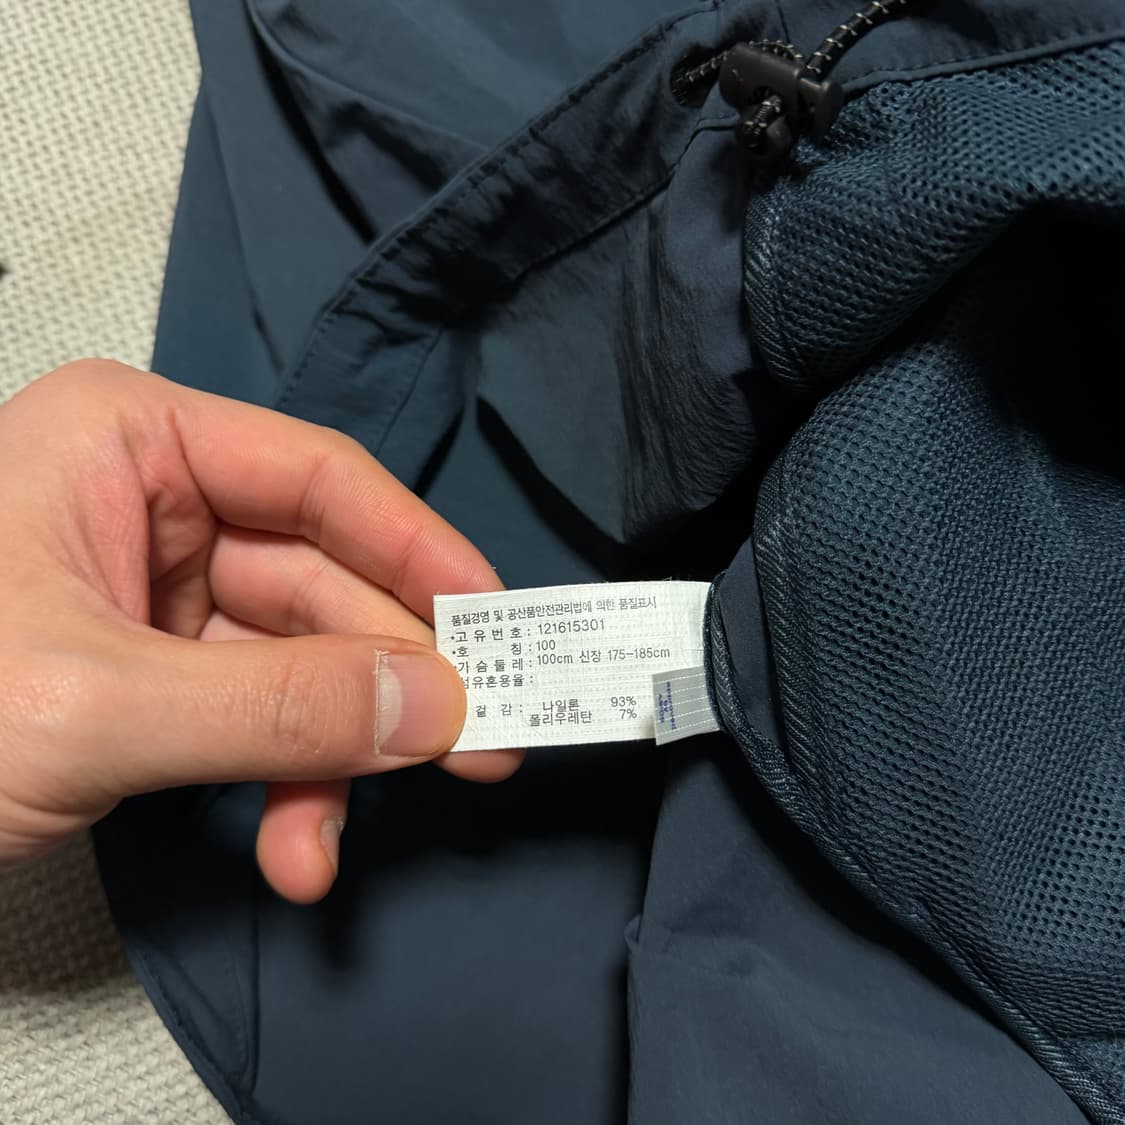 품질경영 및 공산품안전관리법에 의한 품질표시
•고 유 번 호 : 121615301
•호 칭 : 100
•가 슴 둘 레 : 100cm 신장 175-185cm
섬유혼용율 :
겉 감 : 나일론 93%
폴리우레탄 7%